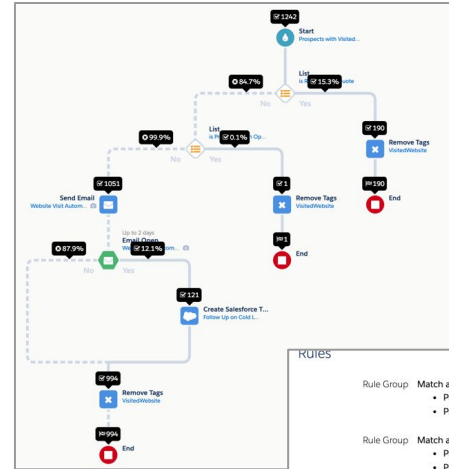 1242
Start
Prospects with Visited...
List
84.7%
15.3%
No
Yes
List
99.9%
0.1%
Op...
No
Yes
190
Remove Tags
VisitedWebsite
190
End
1051
Send Email
Website Visit Autom...
1
Remove Tags
VisitedWebsite
1
End
Up to 2 days
Email Open
87.9%
12.1%
om...
No
Yes
121
Create Salesforce T...
Follow Up on Cold L...
994
Remove Tags
VisitedWebsite
994
End
Rules
Rule Group Match a
• P
• P
Rule Group Match a
• P
• P